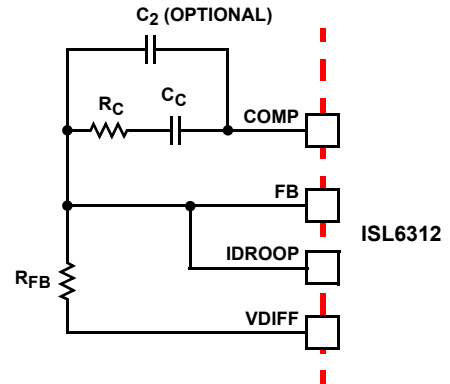 C2 (OPTIONAL)
RC
CC
COMP
FB
ISL6312
IDROOP
RFB
VDIFF